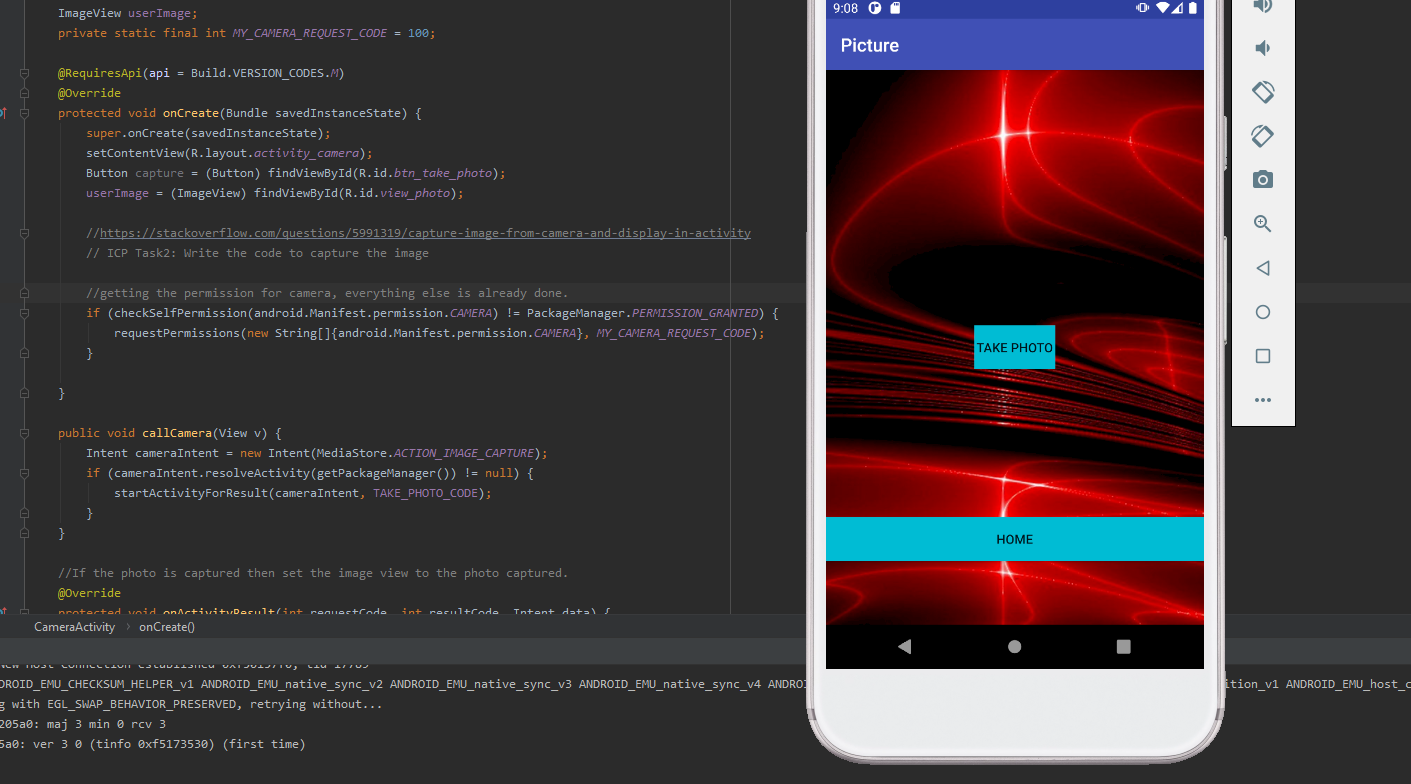 ImageView userImage;
private static final int MY_CAMERA_REQUEST_CODE = 100;
@RequiresApi(api = Build.VERSION_CODES.M)
@Override
protected void onCreate(Bundle savedInstanceState) {
super.onCreate(savedInstanceState);
setContentView(R.layout.activity_camera);
Button capture = (Button) findViewById(R.id.btn_take_photo);
userImage = (ImageView) findViewById(R.id.view_photo);
//https://stackoverflow.com/questions/5991319/capture-image-from-camera-and-display-in-activity
// ICP Task2: Write the code to capture the image
//getting the permission for camera, everything else is already done.
if (checkSelfPermission(android.Manifest.permission.CAMERA) != PackageManager.PERMISSION_GRANTED) {
requestPermissions(new String[]{android.Manifest.permission.CAMERA}, MY_CAMERA_REQUEST_CODE);
}
}
public void callCamera(View v) {
Intent cameraIntent = new Intent(MediaStore.ACTION_IMAGE_CAPTURE);
if (cameraIntent.resolveActivity(getPackageManager()) != null) {
startActivityForResult(cameraIntent, TAKE_PHOTO_CODE);
}
}
//If the photo is captured then set the image view to the photo captured.
@Override
protected void onActivityResult(int requestCode, int resultCode, Intent data) {
CameraActivity › onCreate()
Host Connection established
DROID_EMU_CHECKSUM_HELPER_v1 ANDROID_EMU_native_sync_v2 ANDROID_EMU_native_sync_v3 ANDROID_EMU_native_sync_v4 ANDRO
ition_v1 ANDROID_EMU_host_c
g with EGL_SWAP_BEHAVIOR_PRESERVED, retrying without...
205a0: maj 3 min 0 rcv 3
5a0: ver 3 0 (tinfo 0xf5173530) (first time)
9:08
Picture
TAKE PHOTO
HOME